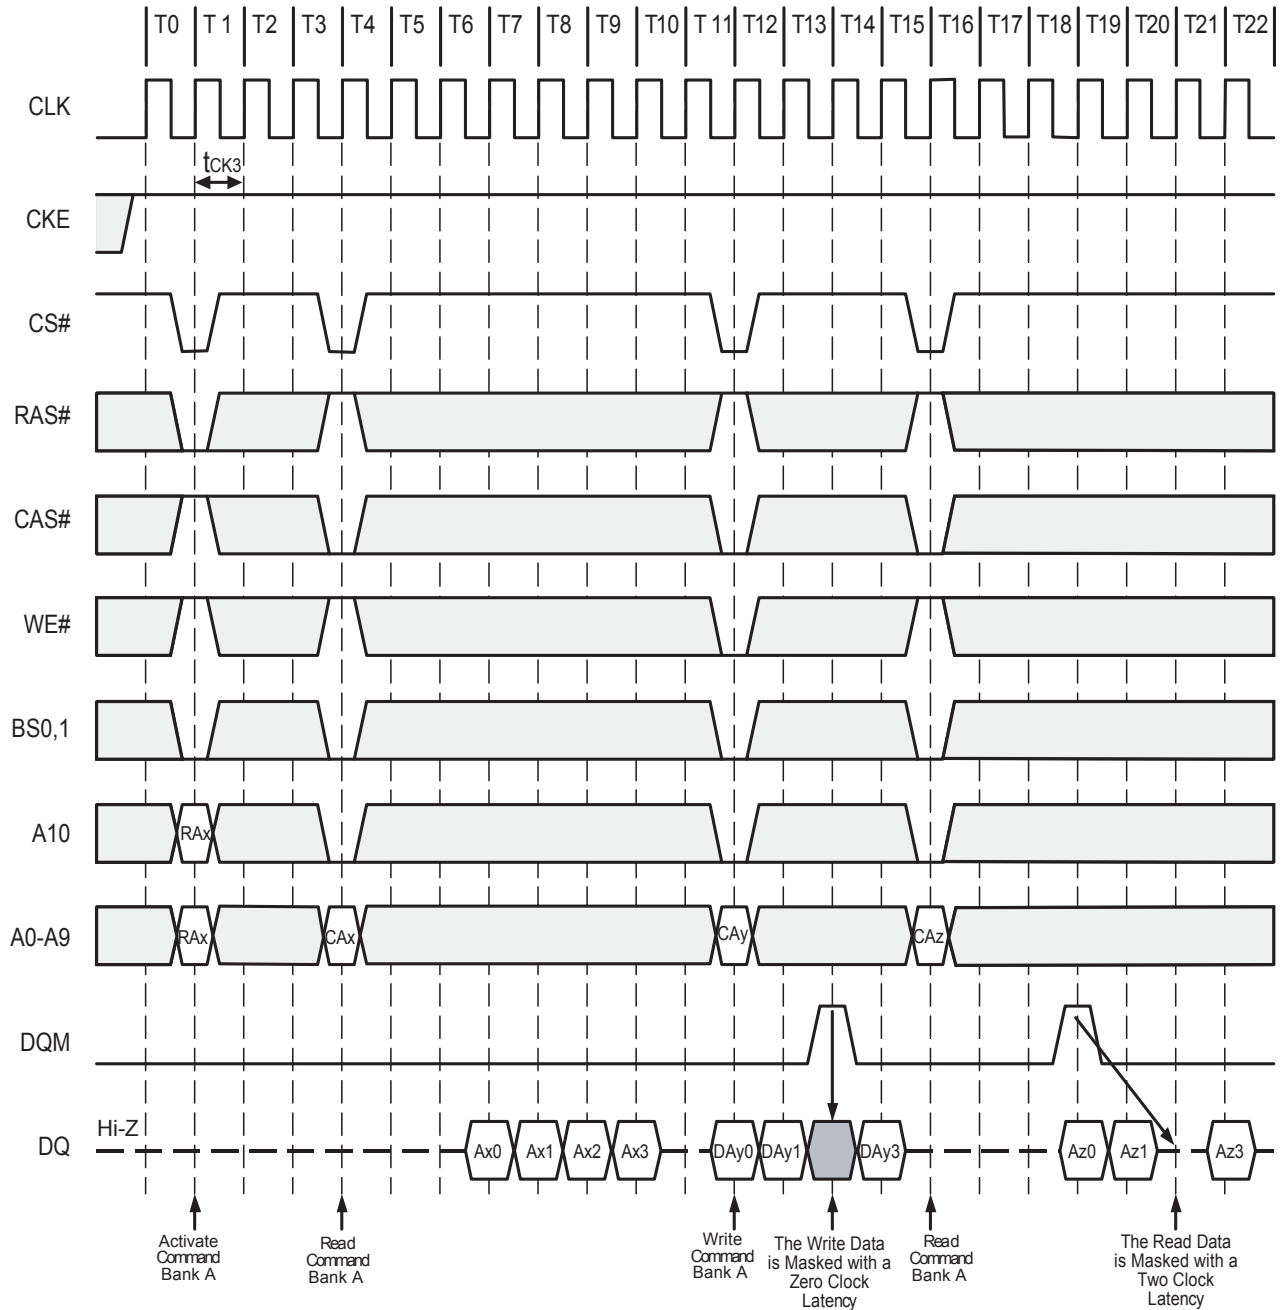 T0 T 1 T2 T3 T4 T5 T6 T7 T8 T9 T10 T 11 T12 T13 T14 T15 T16 T17 T18 T19 T20 T21 T22
CLK
tCK3
CKE
CS#
RAS#
CAS#
WE#
BS0,1
A10
RAx
A0-A9
RAx CAx CAy CAz
DQM
Hi-Z
DQ
Ax0 Ax1 Ax2 Ax3 DAy0 DAy1 DAy3 Az0 Az1 Az3
Activate
Command
Bank A
Read
Command
Bank A
Write
Command
Bank A
The Write Data
is Masked with a
Zero Clock
Latency
Read
Command
Bank A
The Read Data
is Masked with a
Two Clock
Latency